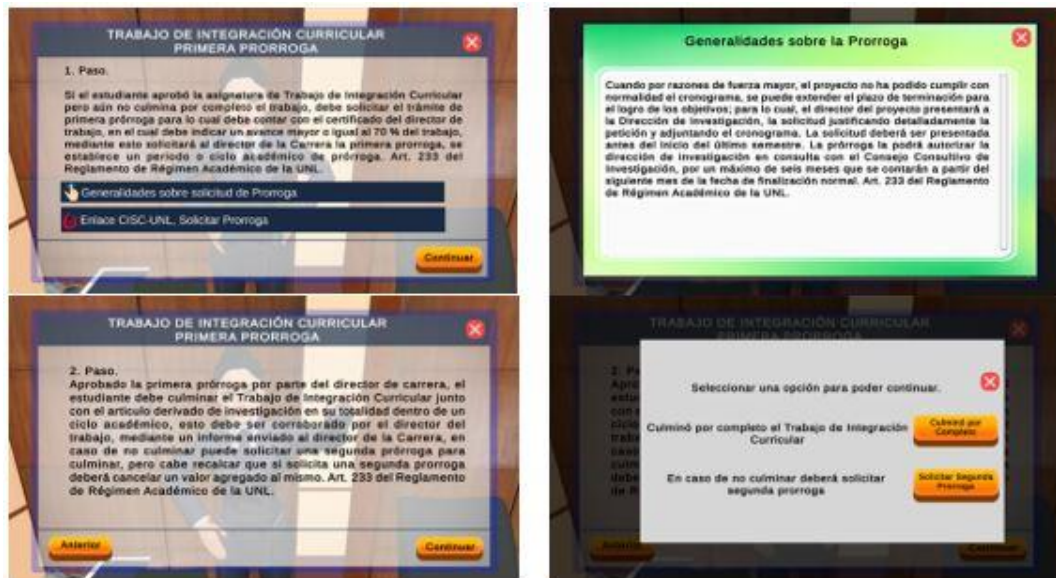 TRABAJO DE INTEGRACIÓN CURRICULAR
PRIMERA PRORROGA
1. Paso.
Si el estudiante aprobó la asignatura de Trabajo de Integración Curricular
pero aún no culmina por completo el trabajo, debe solicitar el trámite de
primera prórroga para lo cual debe contar con el certificado del director de
trabajo, en el cual debe indicar un avance mayor o igual al 70 % del trabajo,
mediante esto solicitará al director de la Carrera la primera prorroga, se
establece un periodo o ciclo académico de prórroga. Art. 233 del
Reglamento de Régimen Académico de la UNL.
Generalidades sobre solicitud de Prorroga
Enlace CISC-UNL, Solicitar Prorroga
Continuar
Generalidades sobre la Prorroga
Cuando por razones de fuerza mayor, el proyecto no ha podido cumplir con
normalidad el cronograma, se puede extender el plazo de terminación para
el logro de los objetivos; para lo cual, el director del proyecto presentará a
la Dirección de Investigación, la solicitud justificando detalladamente la
petición y adjuntando el cronograma. La solicitud deberá ser presentada
antes del inicio del último semestre. La prórroga la podrá autorizar la
dirección de investigación en consulta con el Consejo Consultivo de
Investigación, por un máximo de seis meses que se contarán a partir del
siguiente mes de la fecha de finalización normal. Art. 233 del Reglamento
de Régimen Académico de la UNL.
TRABAJO DE INTEGRACIÓN CURRICULAR
PRIMERA PRORROGA
2. Paso.
Aprobado la primera prórroga por parte del director de carrera, el
estudiante debe culminar el Trabajo de Integración Curricular junto
con el artículo derivado de investigación en su totalidad dentro de un
ciclo académico, esto debe ser corroborado por el director del
trabajo, mediante un informe enviado al director de la Carrera, en
caso de no culminar puede solicitar una segunda prórroga para
culminar, pero cabe recalcar que si solicita una segunda prorroga
deberá cancelar un valor agregado al mismo. Art. 233 del Reglamento
de Régimen Académico de la UNL.
Anterior
Continuar
TRABAJO DE INTEGRACIÓN CURRICULAR
PRIMERA PRORROGA
Seleccionar una opción para poder continuar.
Culminó por completo el Trabajo de Integración
Curricular
Culminó por
Completo
En caso de no culminar deberá solicitar
segunda prorroga
Solicitar Segunda
Prorroga
Anterior
Continuar